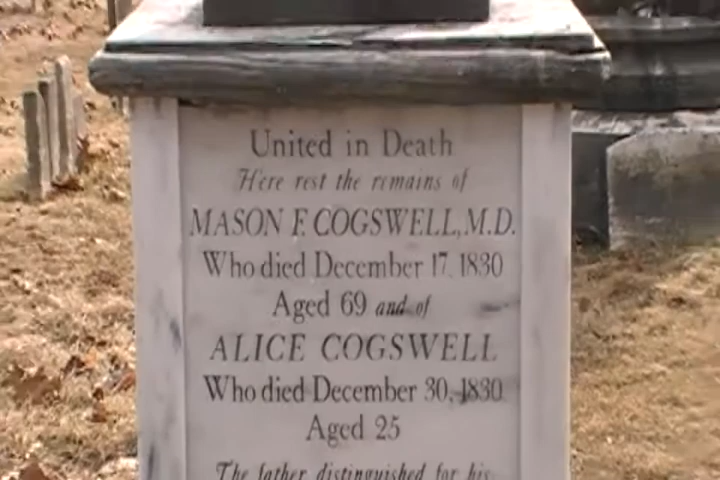 United in Death
Here rest the remains of
MASON F. COGSWELL, M.D.
Who died December 17, 1830
Aged 69 and of
ALICE COGSWELL
Who died December 30, 1830
Aged 25
The father distinguished for his